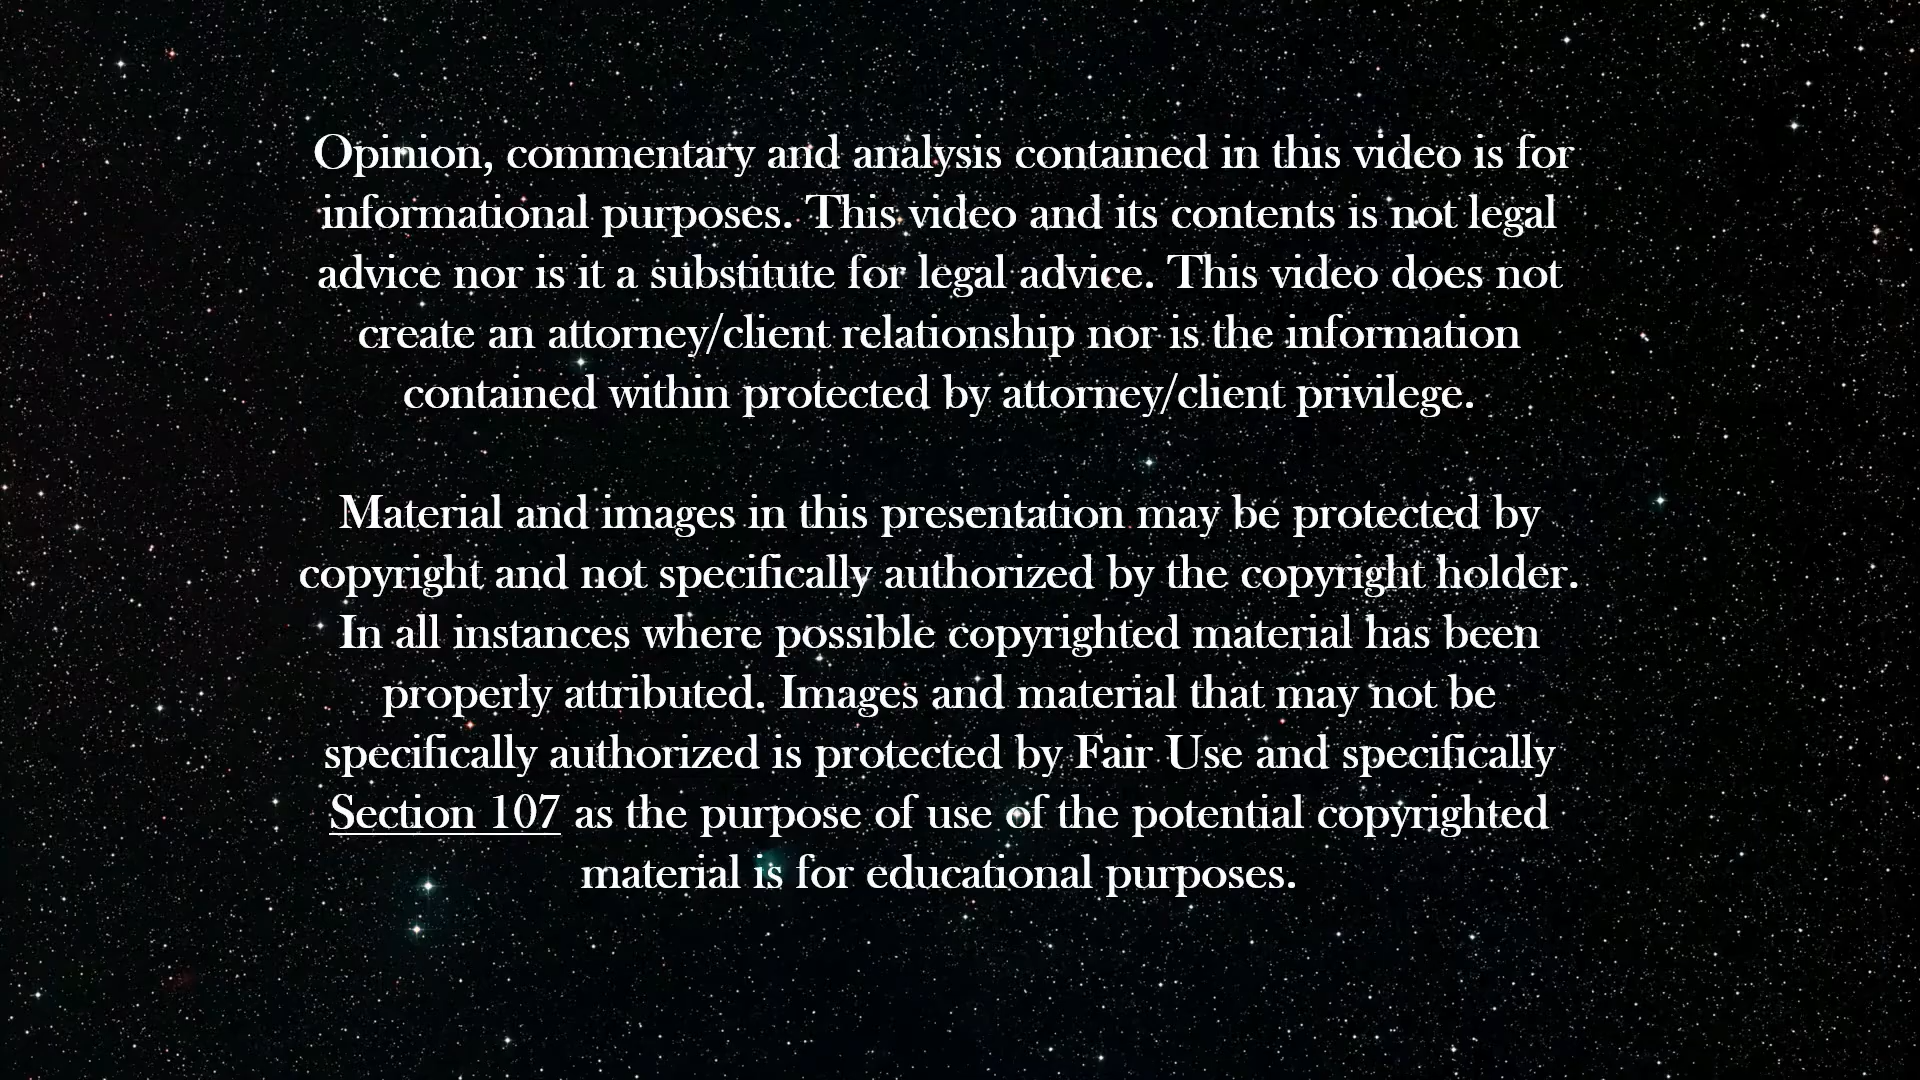 Opinion, commentary and analysis contained in this video is for
informational purposes. This video and its contents is not legal
advice nor is it a substitute for legal advice. This video does not
create an attorney/client relationship nor is the information
contained within protected by attorney/client privilege.
Material and images in this presentation may be protected by
copyright and not specifically authorized by the copyright holder.
In all instances where possible copyrighted material has been
properly attributed. Images and material that may not be
specifically authorized is protected by Fair Use and specifically
Section 107 as the purpose of use of the potential copyrighted
material is for educational purposes.